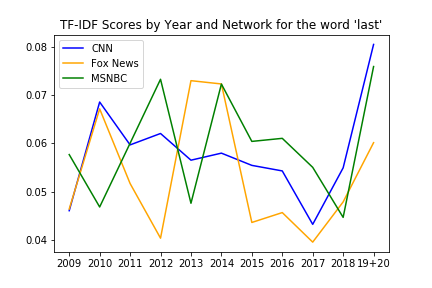 TF-IDF Scores by Year and Network for the word 'last'
CNN
Fox News
MSNBC
0.08
0.07
0.06
0.05
0.04
2009 2010 2011 2012 2013 2014 2015 2016 2017 2018 19+20